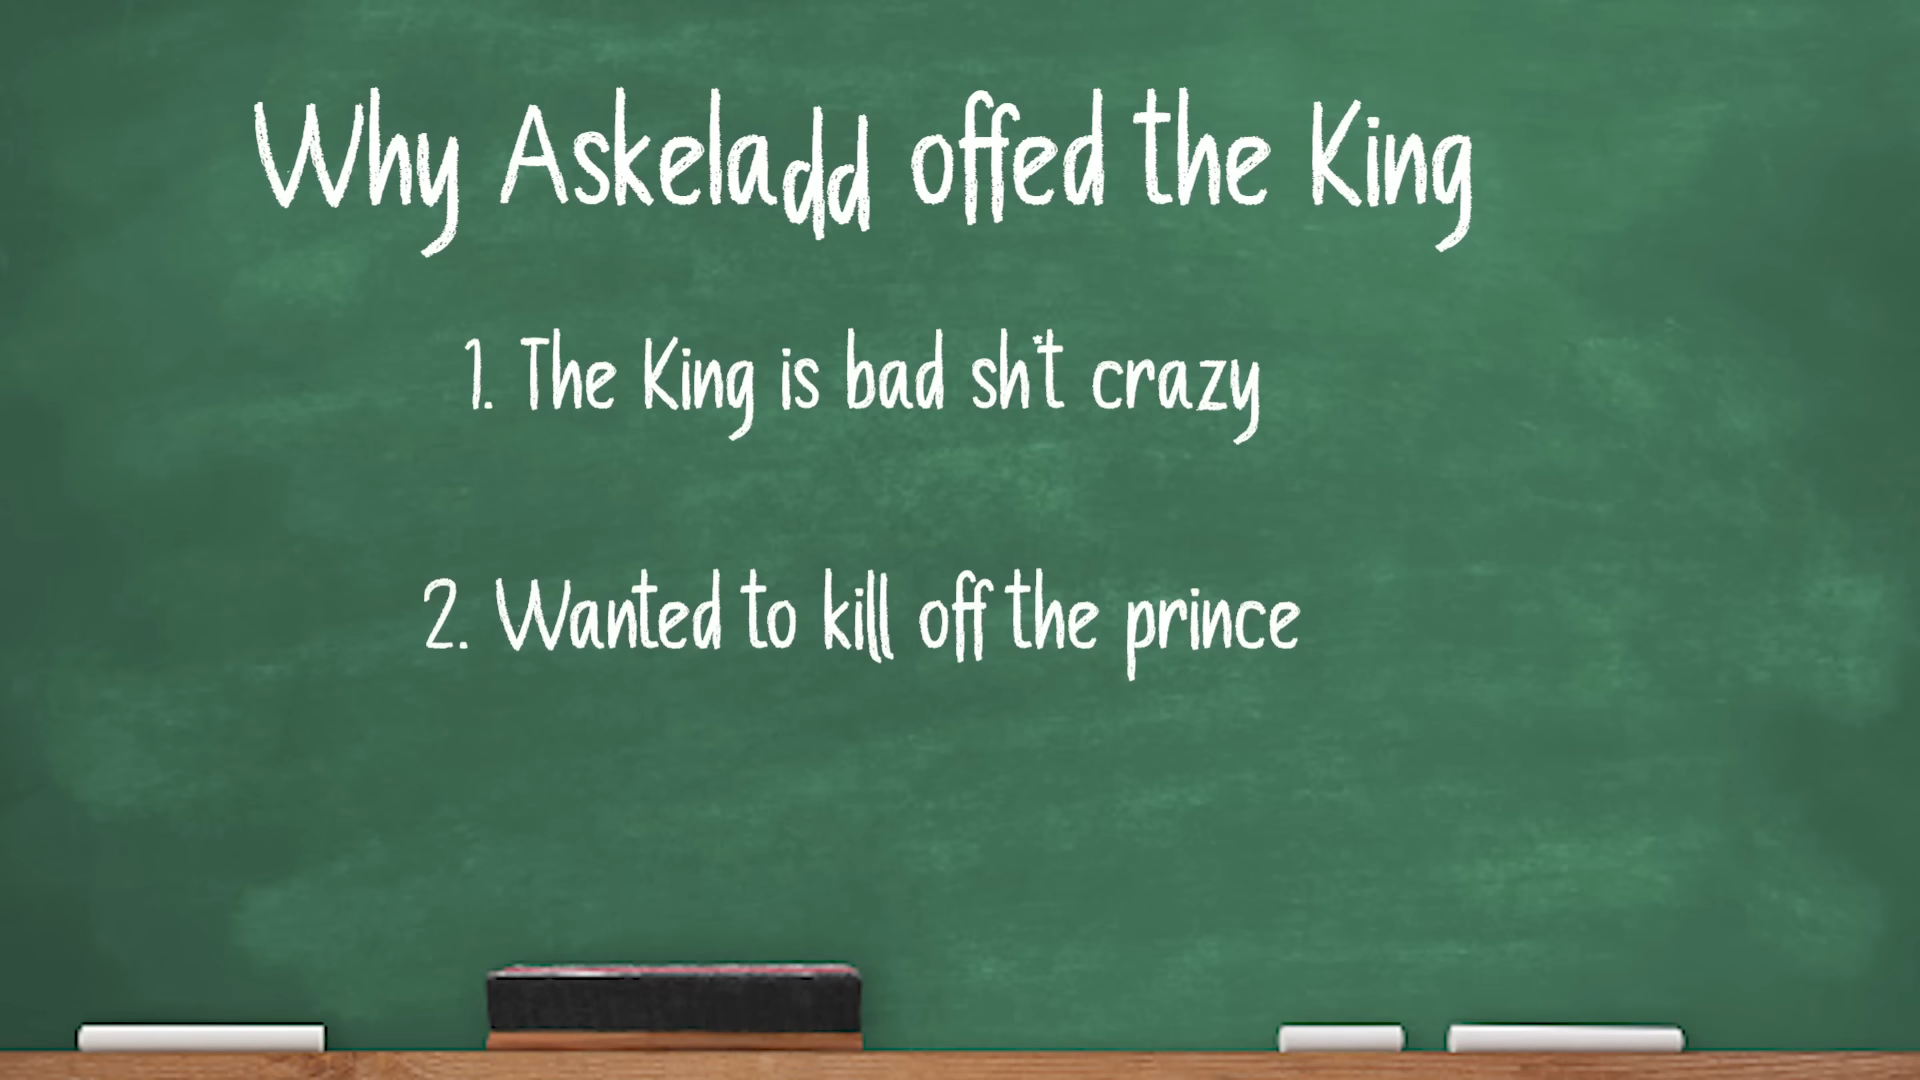 Why Askeladd offed the King
1. The King is bad sh*t crazy
2. Wanted to kill off the prince